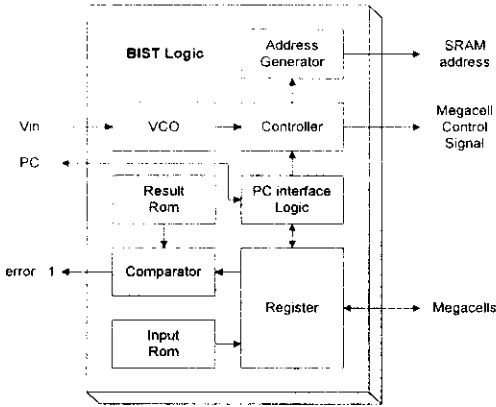 BIST Logic
Address
Generator
SRAM
address
Vin
VCO
Controller
Megacell
Control
Signal
PC
Result
Rom
PC interface
Logic
error 1
Comparator
Register
Megacells
Input
Rom